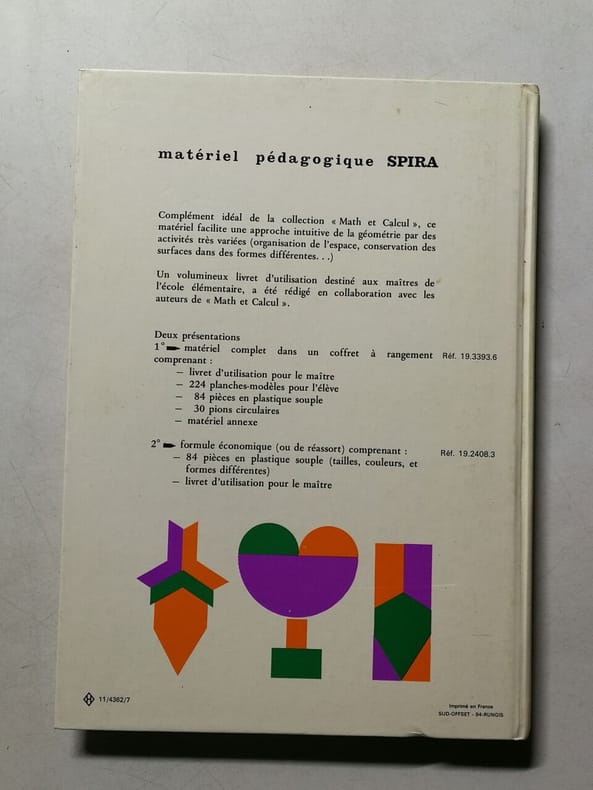 matériel pédagogique SPIRA
Complément idéal de la collection « Math et Calcul », ce
matériel facilite une approche intuitive de la géométrie par des
activités très variées (organisation de l'espace, conservation des
surfaces dans des formes différentes. . .)
Un volumineux livret d'utilisation destiné aux maîtres de
l'école élémentaire, a été rédigé en collaboration avec les
auteurs de « Math et Calcul ».
Deux présentations
1° matériel complet dans un coffret à rangement Réf. 19.3393.6
comprenant :
— livret d'utilisation pour le maître
— 224 planches-modèles pour l'élève
— 84 pièces en plastique souple
— 30 pions circulaires
— matériel annexe
2° formule économique (ou de réassort) comprenant : Réf. 19.2408.3
— 84 pièces en plastique souple (tailles, couleurs, et
formes différentes)
— livret d'utilisation pour le maître
H 11/4362/7
Imprimé en France
SUD-OFFSET - 94-RUNGIS